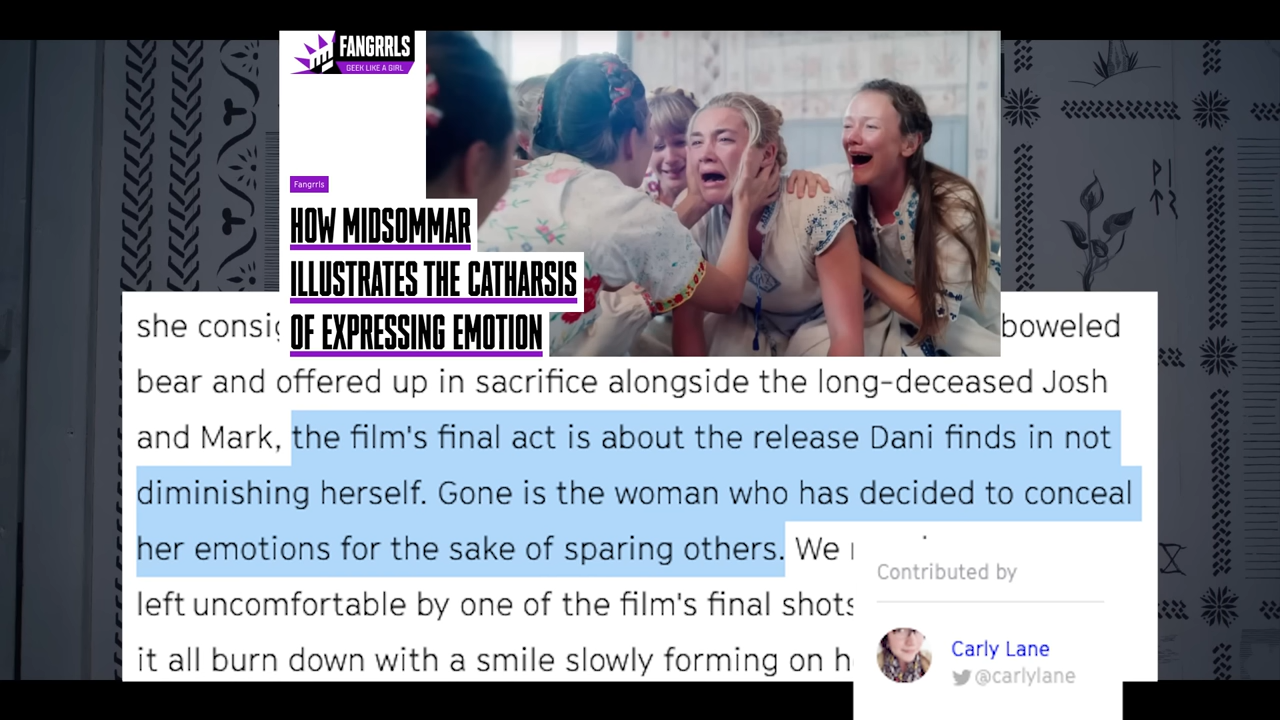 FANGRRLS
GEEK LIKE A GIRL
Fangrrls
HOW MIDSOMMAR
ILLUSTRATES THE CATHARSIS
OF EXPRESSING EMOTION
she boweled
bear and offered up in sacrifice alongside the long-deceased Josh
and Mark, the film's final act is about the release Dani finds in not
diminishing herself. Gone is the woman who has decided to conceal
her emotions for the sake of sparing others. We
left uncomfortable by one of the film's final shots
it all burn down with a smile slowly forming on h
Contributed by
Carly Lane
@carlylane